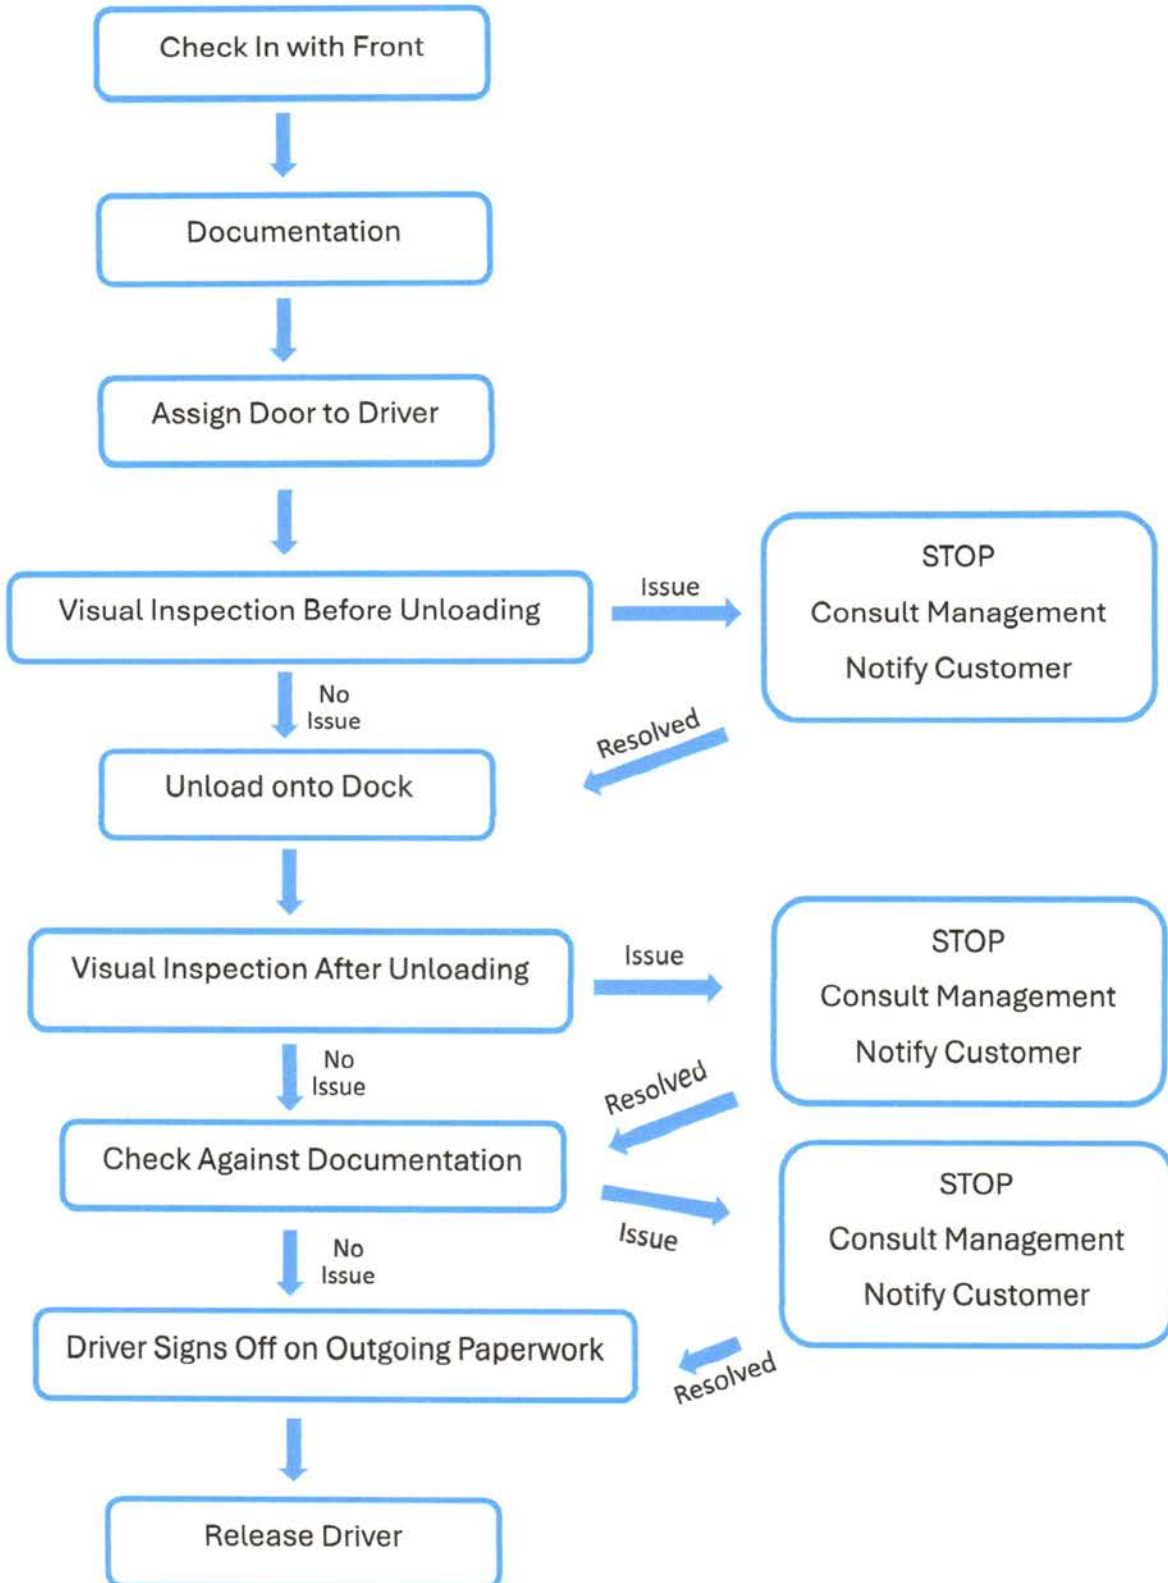 Check In with Front
Documentation
Assign Door to Driver
Visual Inspection Before Unloading
Issue
STOP
Consult Management
Notify Customer
No
Issue
Resolved
Unload onto Dock
Visual Inspection After Unloading
Issue
STOP
Consult Management
Notify Customer
No
Issue
Resolved
Check Against Documentation
Issue
STOP
Consult Management
Notify Customer
No
Issue
Resolved
Driver Signs Off on Outgoing Paperwork
Release Driver